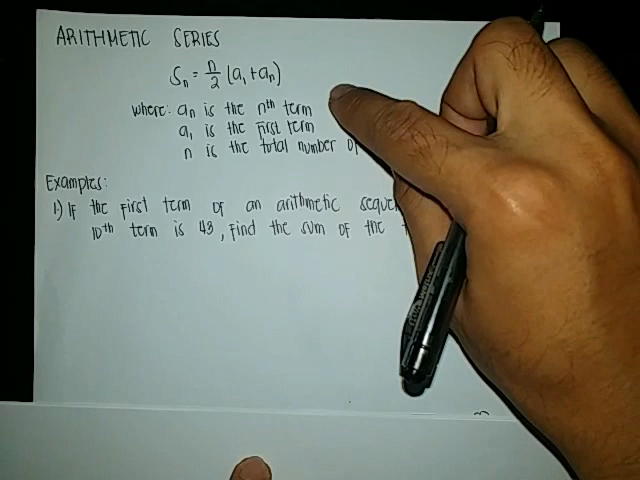 ARITHMETIC SERIES
Sn = n/2 (a1 + an)
where: an is the nth term
a1 is the first term
n is the total number of
Examples:
1) If the first term of an arithmetic
10th term is 43, find the sum of the